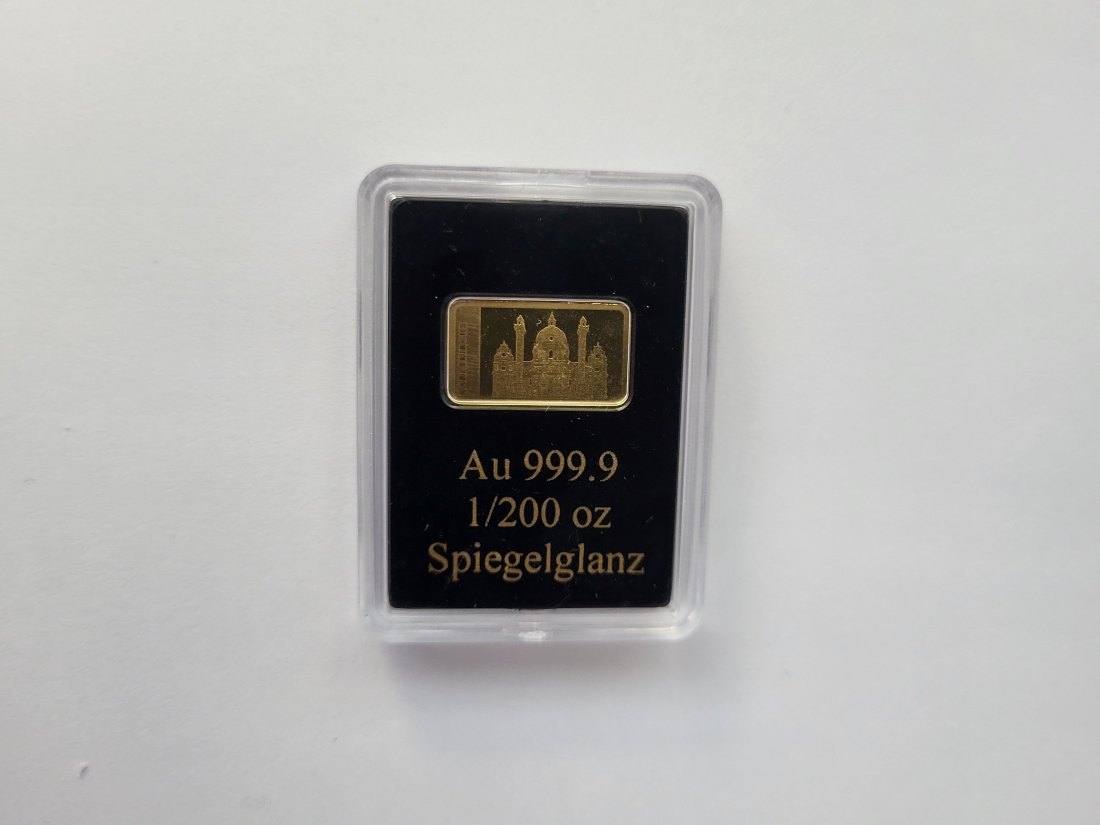 Au 999.9
1/200 oz
Spiegelglanz